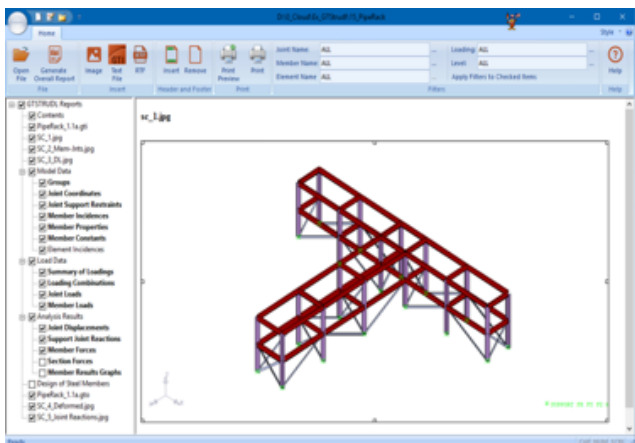 Home
Style
Open File
Generate Overall Report
Image
Text File
RTF
Insert
Remove
Print Preview
Print
Joint Name: ALL
Member Name: ALL
Element Name: ALL
Loading: ALL
Level: ALL
Apply Filters to Checked Items
Help
File
Insert
Header and Footer
Print
Filters
Help
GTSTRUDL Reports
Contents
PipeRack_1.1a.gti
SC_1.jpg
SC_2_Mem-Jnts.jpg
SC_3_DL.jpg
Model Data
Groups
Joint Coordinates
Joint Support Restraints
Member Incidences
Member Properties
Member Constants
Element Incidences
Load Data
Summary of Loadings
Loading Combinations
Joint Loads
Member Loads
Analysis Results
Joint Displacements
Support Joint Reactions
Member Forces
Section Forces
Member Results Graphs
Design of Steel Members
PipeRack_1.1a.gto
SC_4_Deformed.jpg
SC_5_Joint Reactions.jpg
sc_1.jpg
Ready